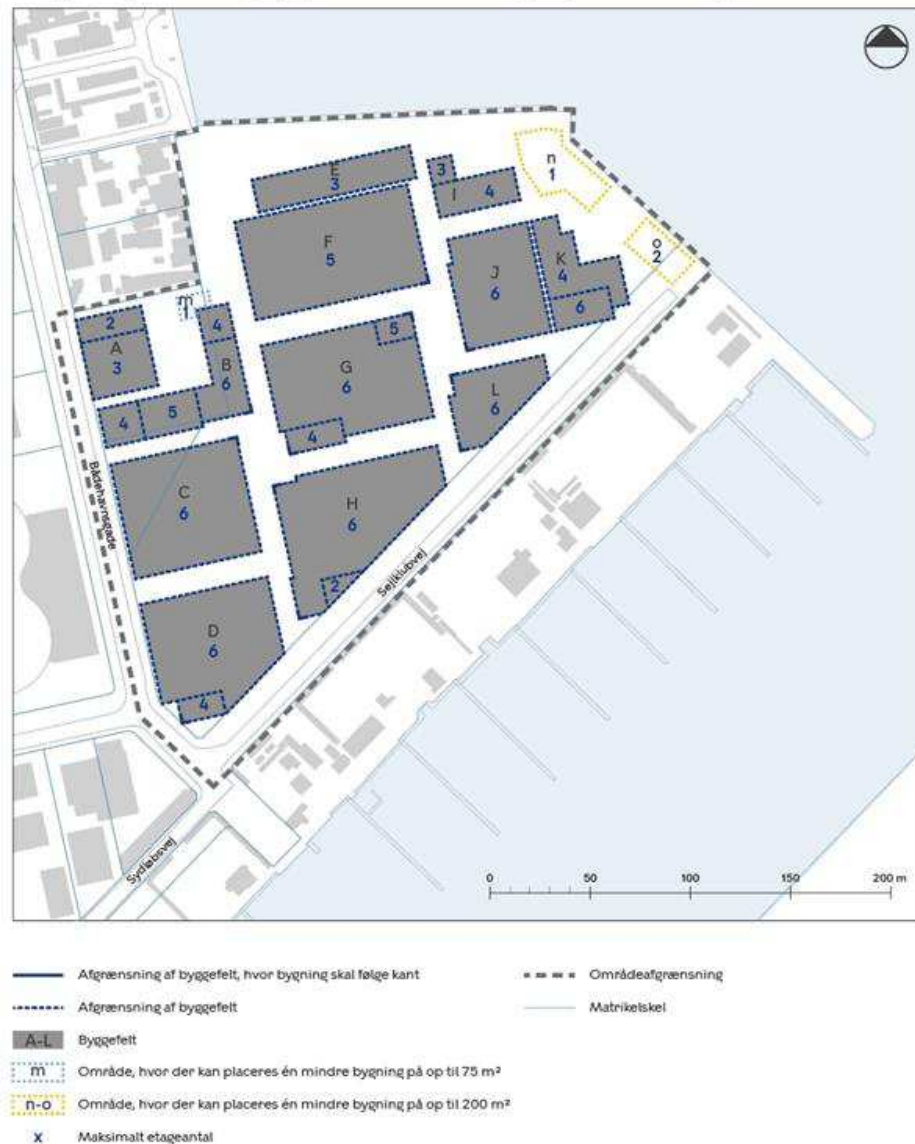 E
3
3
I 4
n
1
F
5
o
2
J
6
K
4
6
m
1
2
A
3
4
B
6
5
G
6
4
L
6
4
5
C
6
H
6
2
D
6
4
Bådehavnsgade
Sejlklubvej
Sydløbsvej
0 50 100 150 200 m
Afgrænsning af byggefelt, hvor bygning skal følge kant
Områdeafgrænsning
Afgrænsning af byggefelt
Matrikelskel
A-L Byggefelt
m Område, hvor der kan placeres én mindre bygning på op til 75 m²
n-o Område, hvor der kan placeres én mindre bygning på op til 200 m²
x Maksimalt etageantal